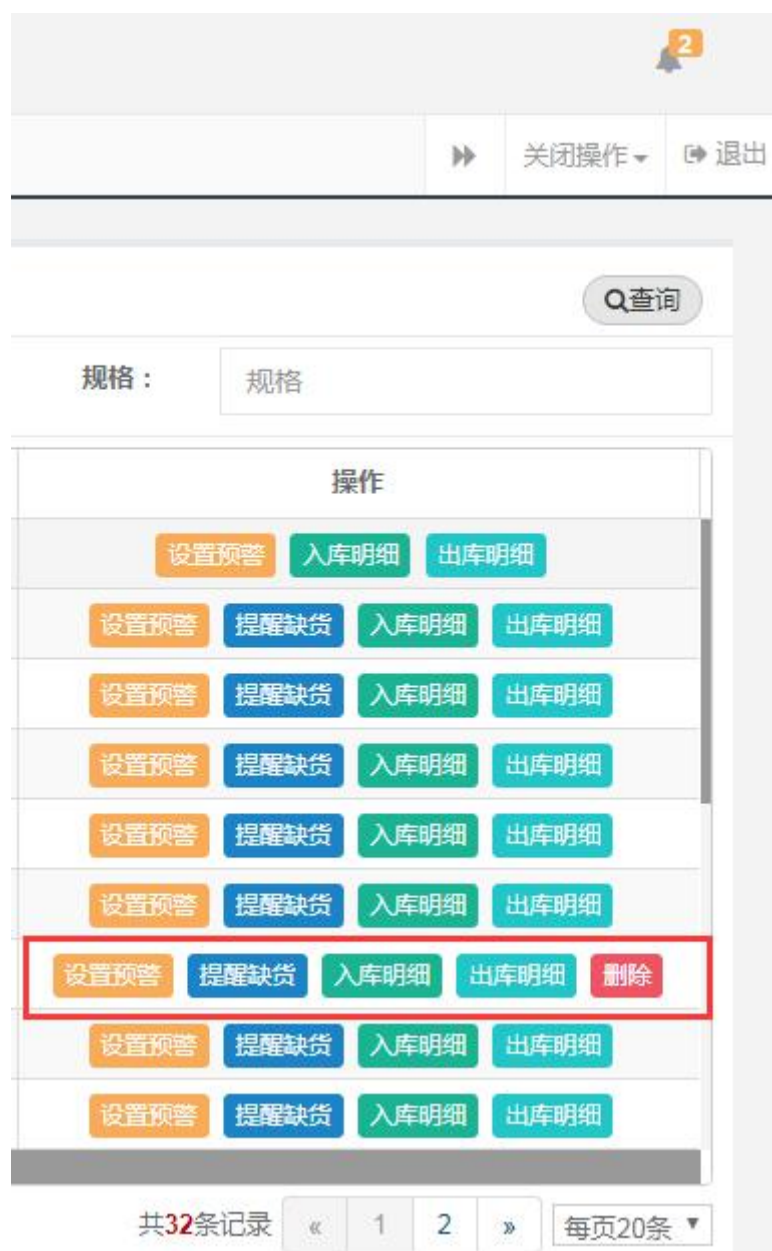 2
关闭操作 退出
查询
规格： 规格
操作
设置预警 入库明细 出库明细
设置预警 提醒缺货 入库明细 出库明细
设置预警 提醒缺货 入库明细 出库明细
设置预警 提醒缺货 入库明细 出库明细
设置预警 提醒缺货 入库明细 出库明细
设置预警 提醒缺货 入库明细 出库明细
设置预警 提醒缺货 入库明细 出库明细 删除
设置预警 提醒缺货 入库明细 出库明细
设置预警 提醒缺货 入库明细 出库明细
共32条记录 « 1 2 » 每页20条